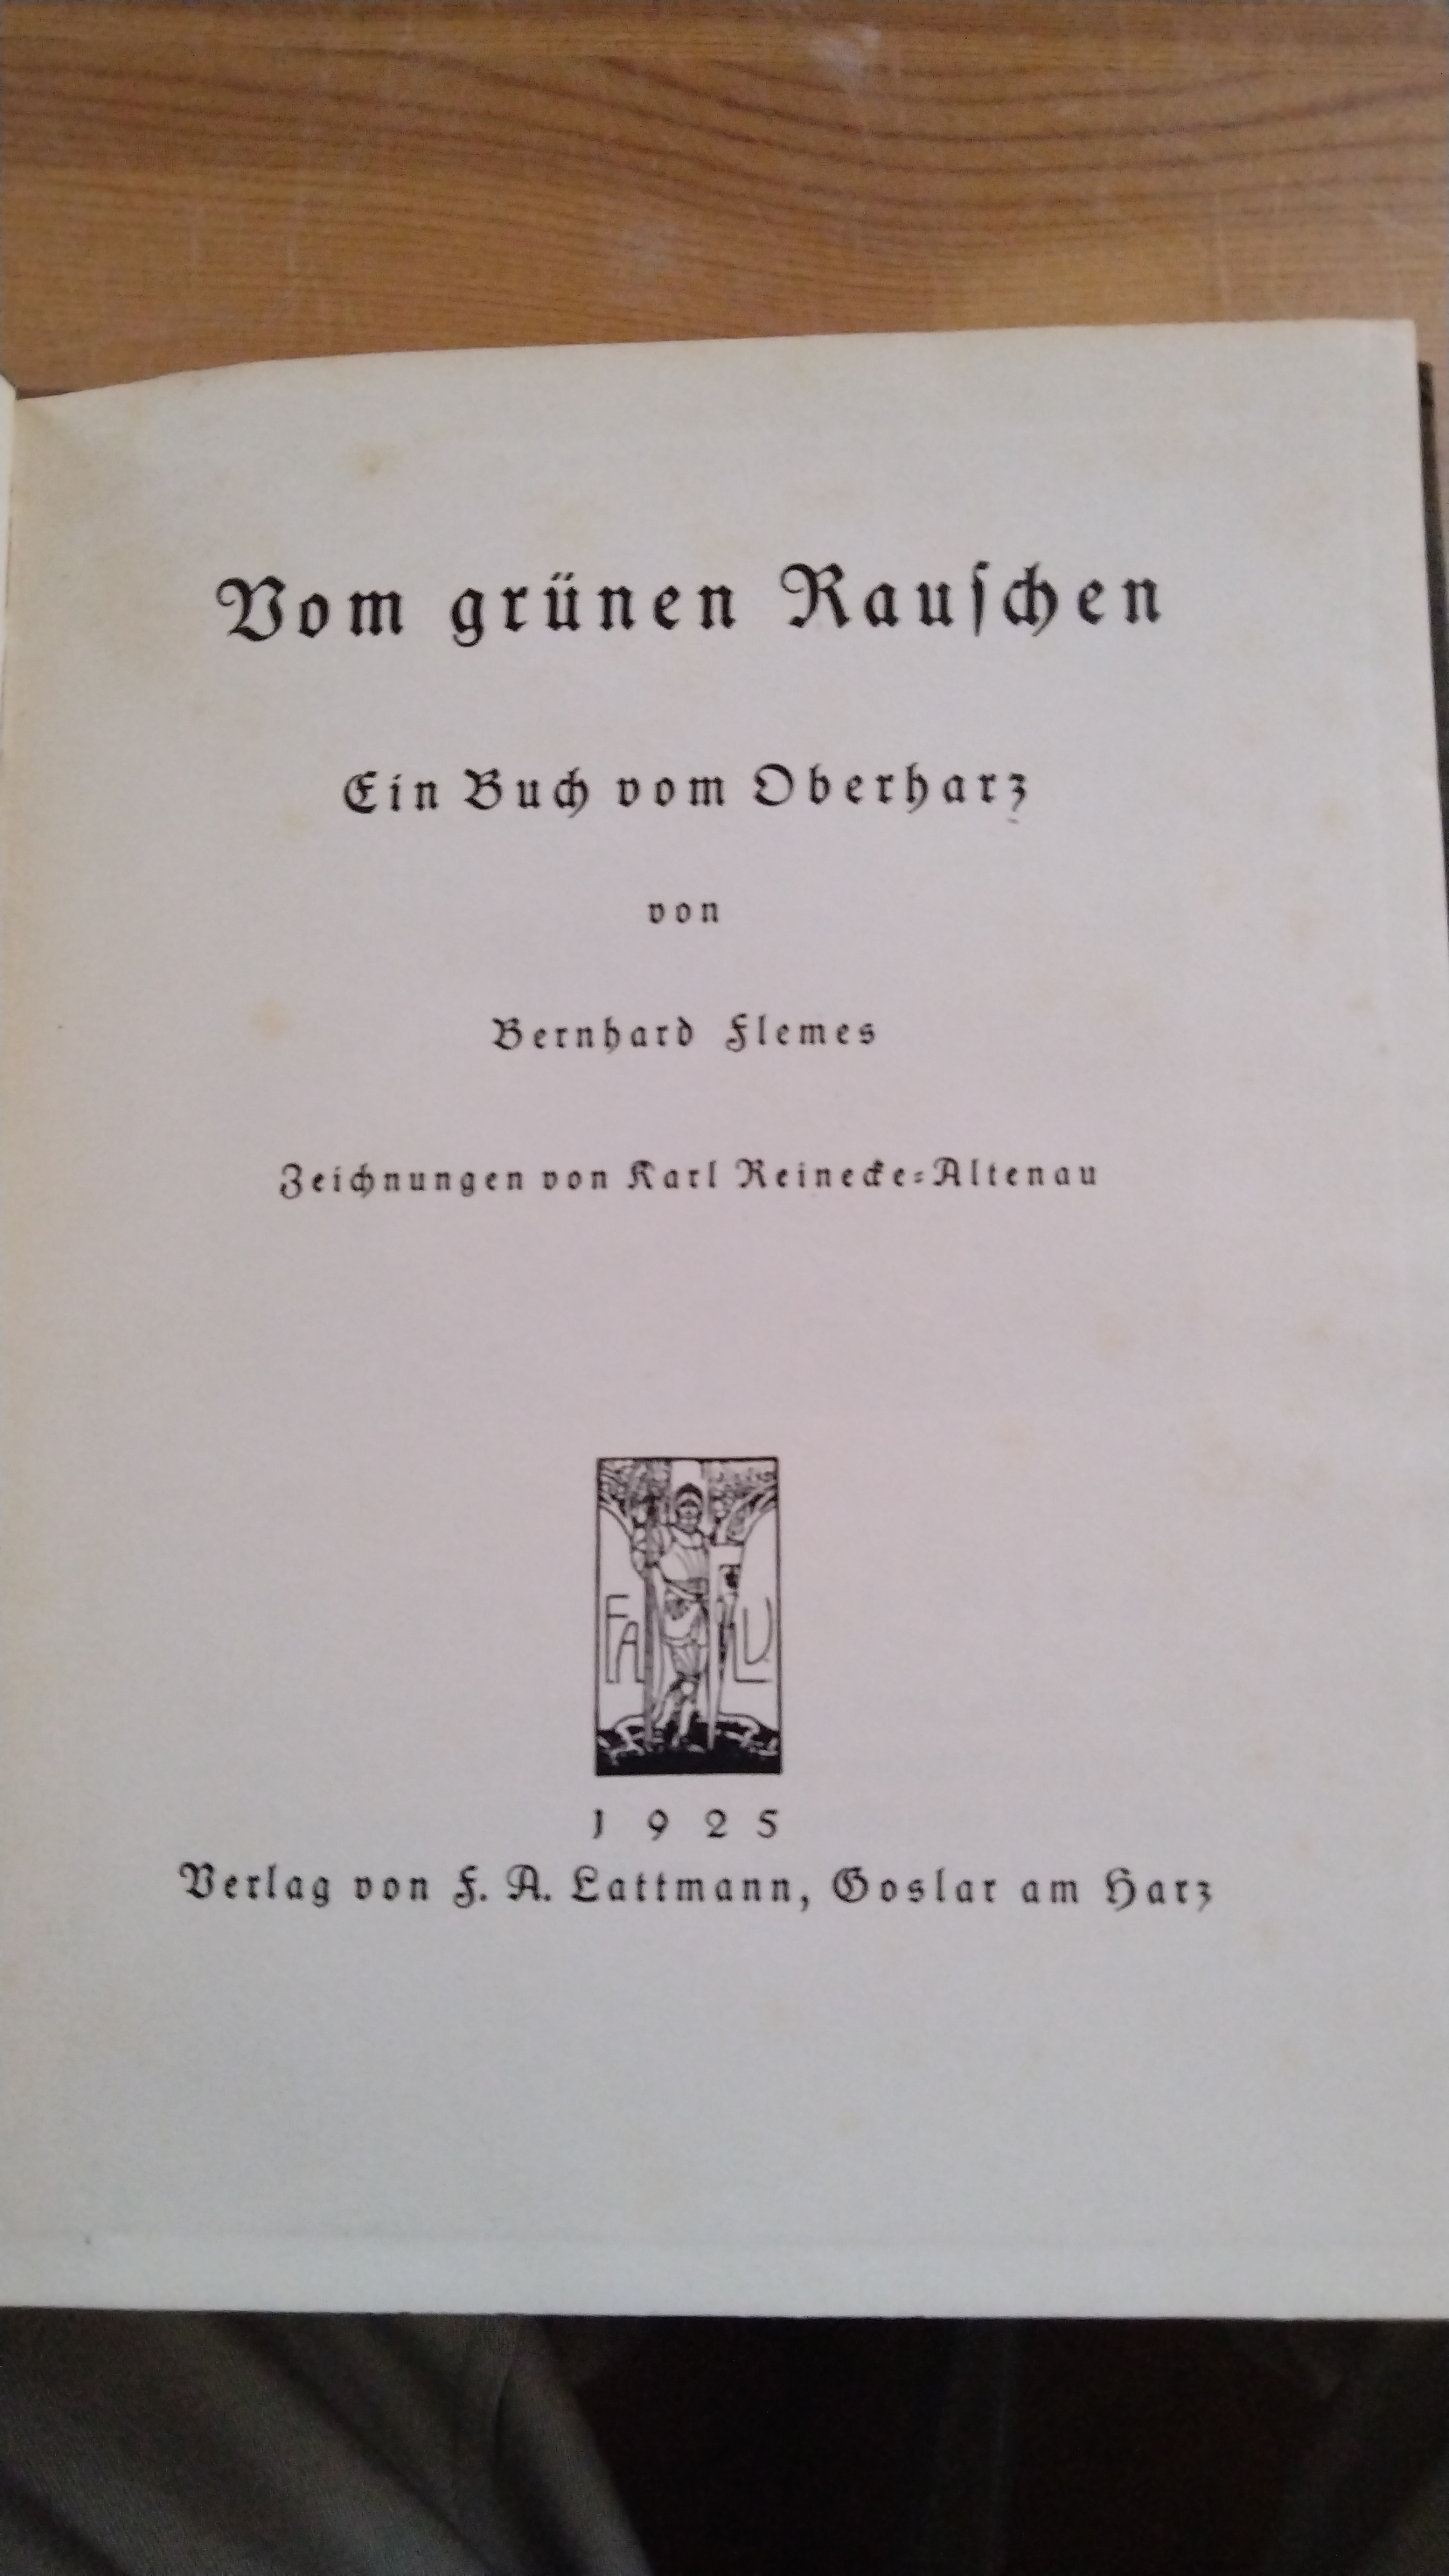 Vom grünen Rauſchen
Ein Buch vom Oberharz
von
Bernhard Flemes
Zeichnungen von Karl Reinecke=Altenau
FA L
1925
Verlag von F. A. Lattmann, Goslar am Harz